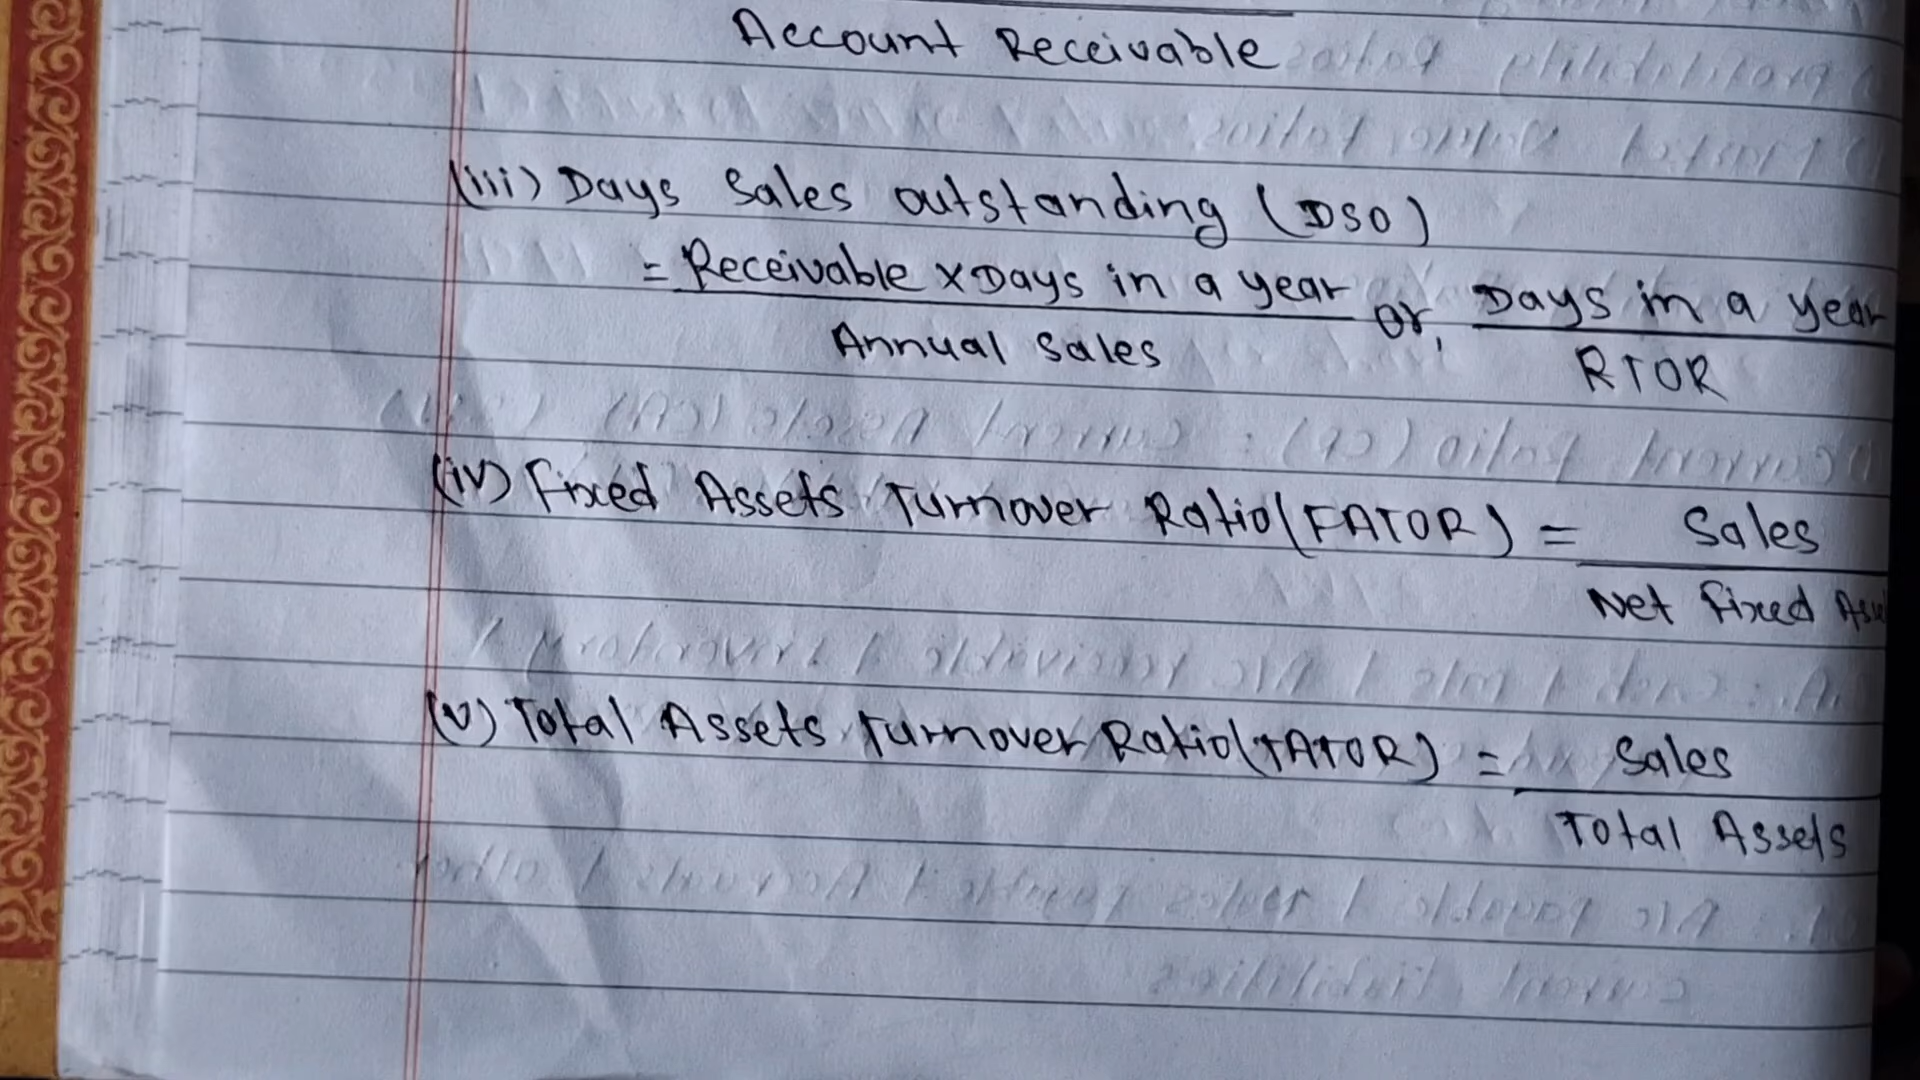 Account Receivable
(iii) Days Sales outstanding (DSO)
= Receivable x Days in a year or, Days in a year
Annual Sales RTOR
(iv) Fixed Assets Turnover Ratio (FATOR) = Sales
Net Fixed
(v) Total Assets Turnover Ratio (TATOR) = Sales
Total Assets